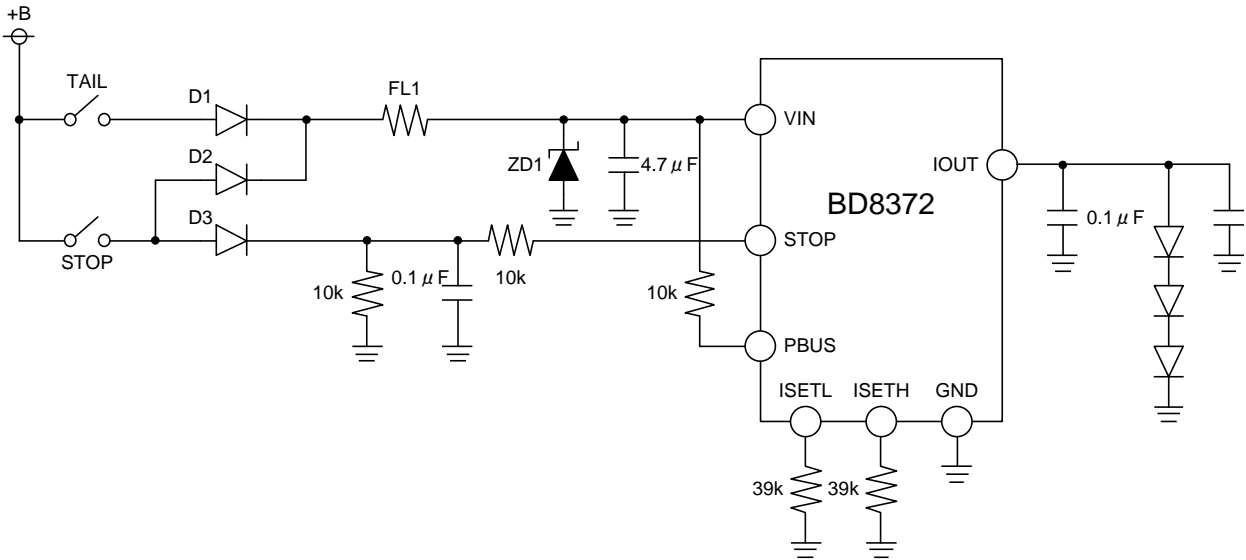 +B
TAIL
D1
FL1
VIN
D2
ZD1
4.7 μ F
IOUT
BD8372
0.1 μ F
D3
STOP
STOP
10k
0.1 μ F
10k
10k
PBUS
ISETL
ISETH
GND
39k
39k